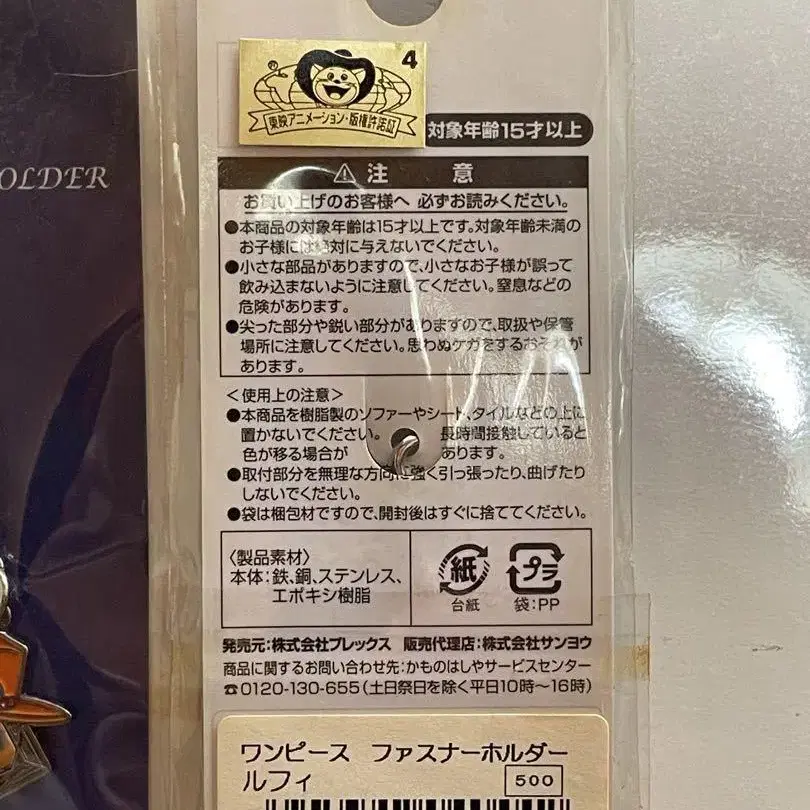 OLDER
4
東映アニメーション・版権許諾証
対象年齢15才以上
注 意
お買い上げのお客様へ 必ずお読みください。
●本商品の対象年齢は15才以上です。対象年齢未満の
お子様には絶対に与えないでください。
●小さな部品がありますので、小さなお子様が誤って
飲み込まないように注意してください。窒息などの
危険があります。
●尖った部分や鋭い部分がありますので、取扱や保管
場所に注意してください。思わぬケガをするおそれが
あります。
<使用上の注意>
●本商品を樹脂製のソファーやシート、タイルなどの上に
置かないでください。 長時間接触していると
色が移る場合が あります。
●取付部分を無理な方向に強く引っ張ったり、曲げたり
しないでください。
●袋は梱包材ですので、開封後はすぐに捨ててください。
〈製品素材〉
本体:鉄、銅、ステンレス、
エポキシ樹脂
紙
台紙
プラ
袋:PP
発売元:株式会社プレックス 販売代理店:株式会社サンヨウ
商品に関するお問い合わせ先:かものはしやサービスセンター
☎0120-130-655(土日祭日を除く平日10時～16時)
ワンピース ファスナーホルダー
ルフィ 500